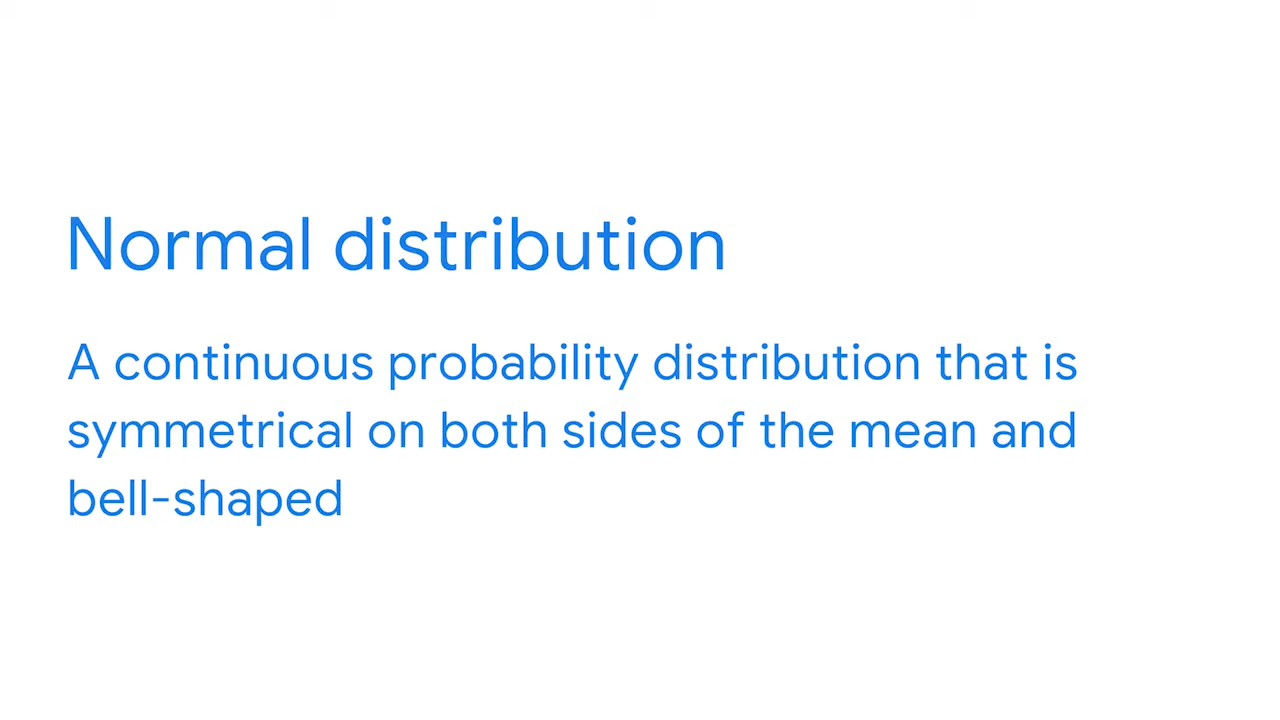 Normal distribution
A continuous probability distribution that is
symmetrical on both sides of the mean and
bell-shaped